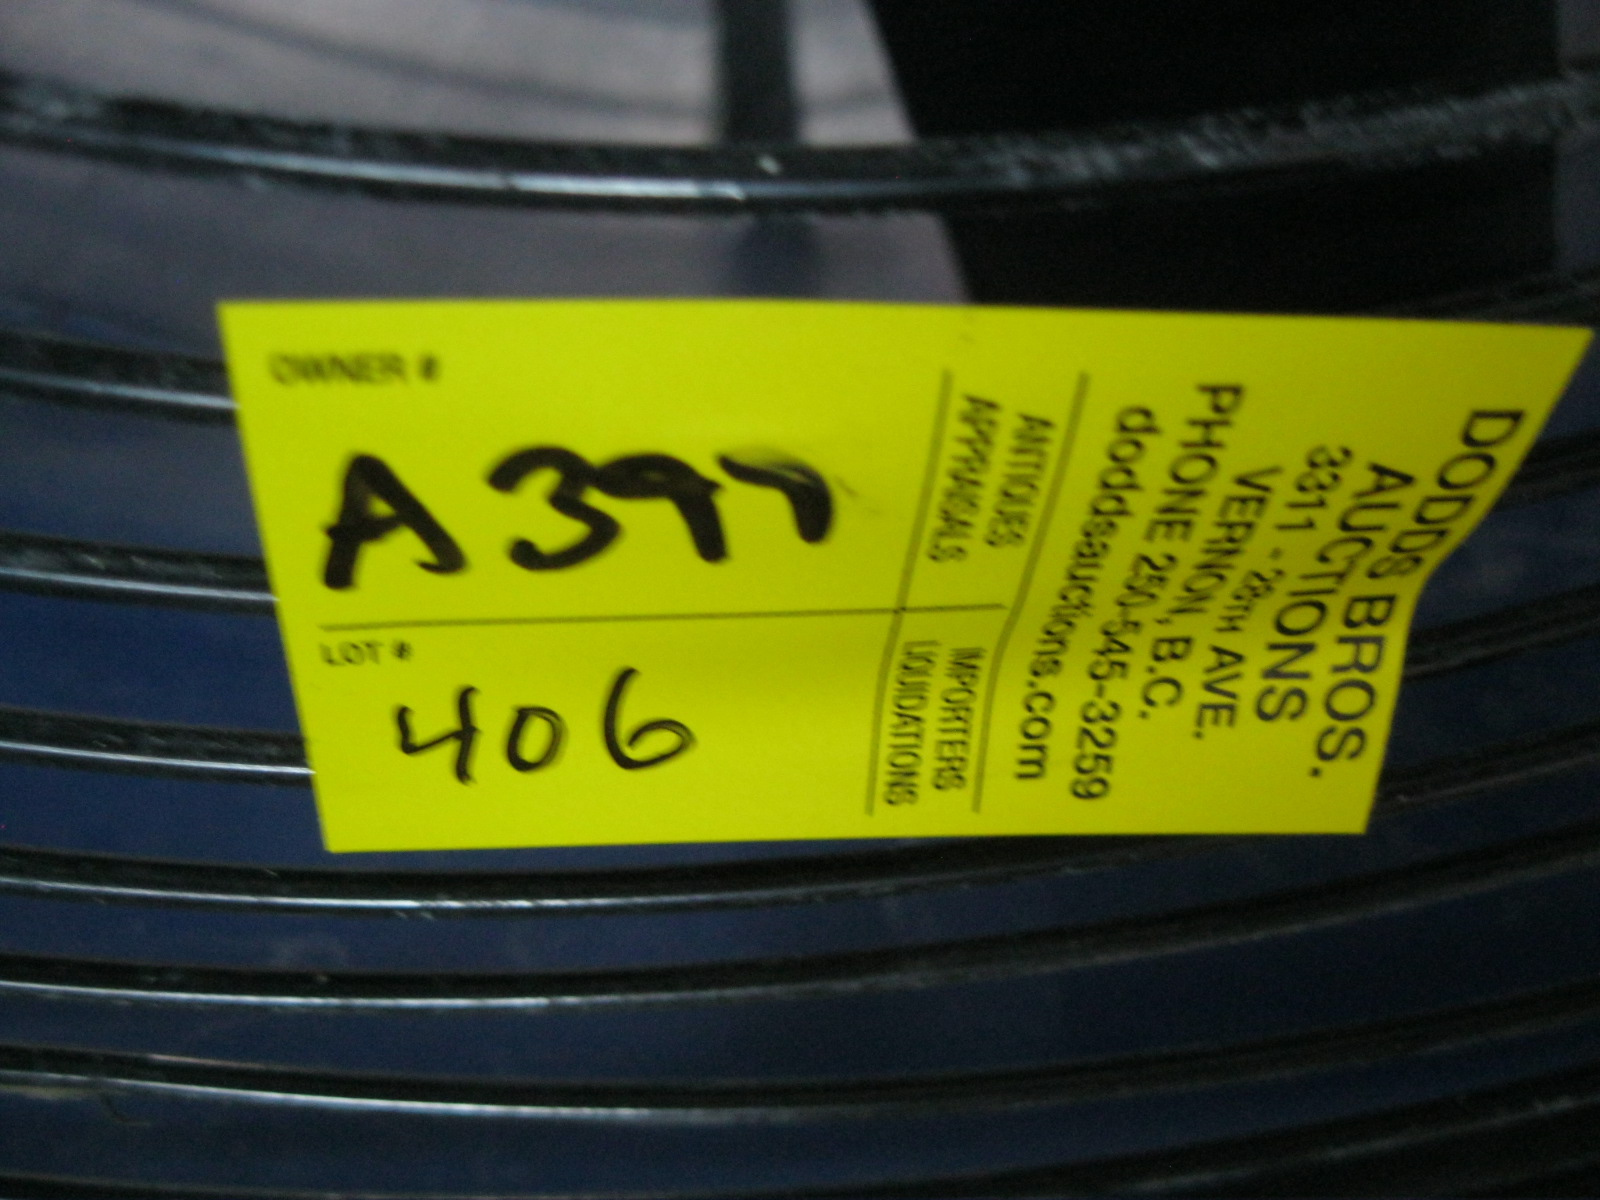 OWNER #
A399
LOT #
406
ANTIQUES
APPRAISALS
IMPORTERS
LIQUIDATIONS
DODDS BROS.
AUCTIONS
3311 - 28TH AVE.
VERNON, B.C.
PHONE 250-545-3259
doddsauctions.com